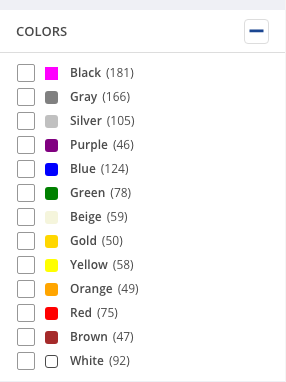 COLORS
Black (181)
Gray (166)
Silver (105)
Purple (46)
Blue (124)
Green (78)
Beige (59)
Gold (50)
Yellow (58)
Orange (49)
Red (75)
Brown (47)
White (92)